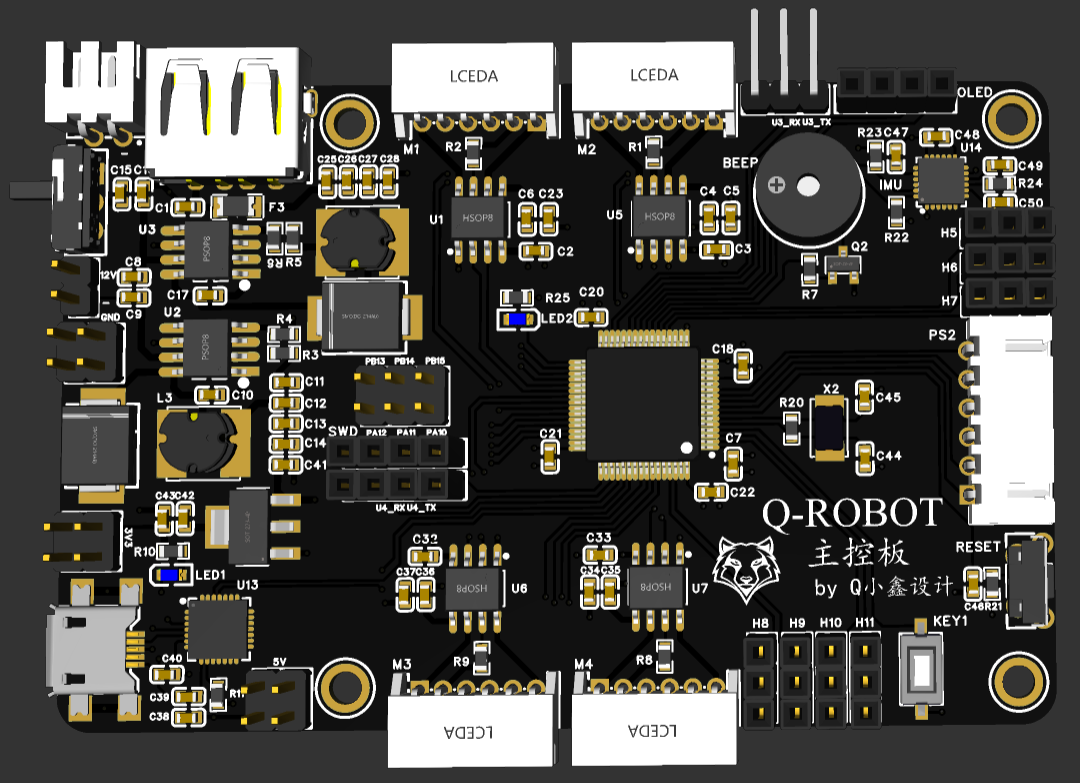 LCEDA
LCEDA
OLED
U3_RX U3_TX
M1
M2
R2
R1
R23
C47
C48
U14
BEEP
IMU
C49
R24
C50
C25
C26
C27
C28
C15
C1
F3
U3
PSOP8
R5
R8
U1
HSOP8
C6
C23
C2
U5
HSOP8
C4
C5
C3
R22
Q2
R7
H5
H6
H7
12V
C8
C9
GND
C17
U2
PSOP8
R4
R3
C10
R25
LED2
C20
PS2
C18
L3
C11
C12
C13
C14
C41
PB13 PB14 PB15
PA12 PA11 PA10
SWD
U4_RX U4_TX
X2
R20
C45
C44
C21
C7
C22
C43
C42
3V3
R10
LED1
U13
Q-ROBOT
主控板
by Q小鑫设计
RESET
C46
R21
KEY1
C32
C37
C36
HSOP8
U6
R9
C33
C34
C35
HSOP8
U7
R8
H8
H9
H10
H11
C40
C39
C38
R1
5V
M3
M4
LCEDA
LCEDA